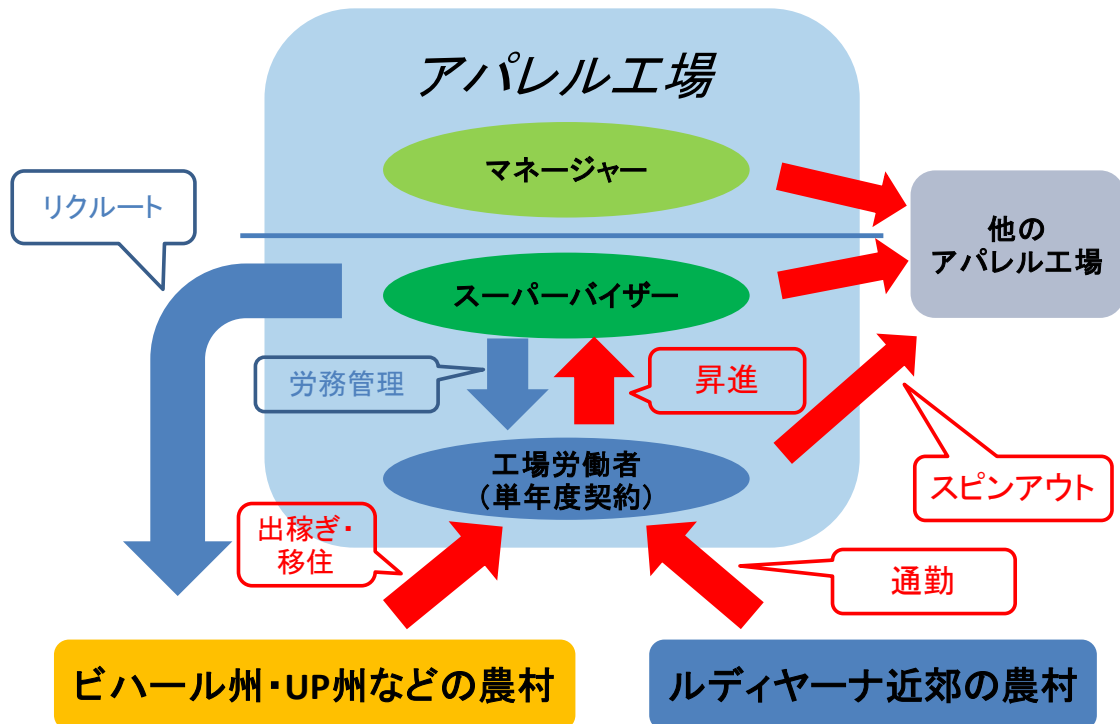 アパレル工場
マネージャー
リクルート
他の
アパレル工場
スーパーバイザー
労務管理
昇進
工場労働者
（単年度契約）
スピンアウト
出稼ぎ・
移住
通勤
ビハール州・UP州などの農村
ルディヤーナ近郊の農村